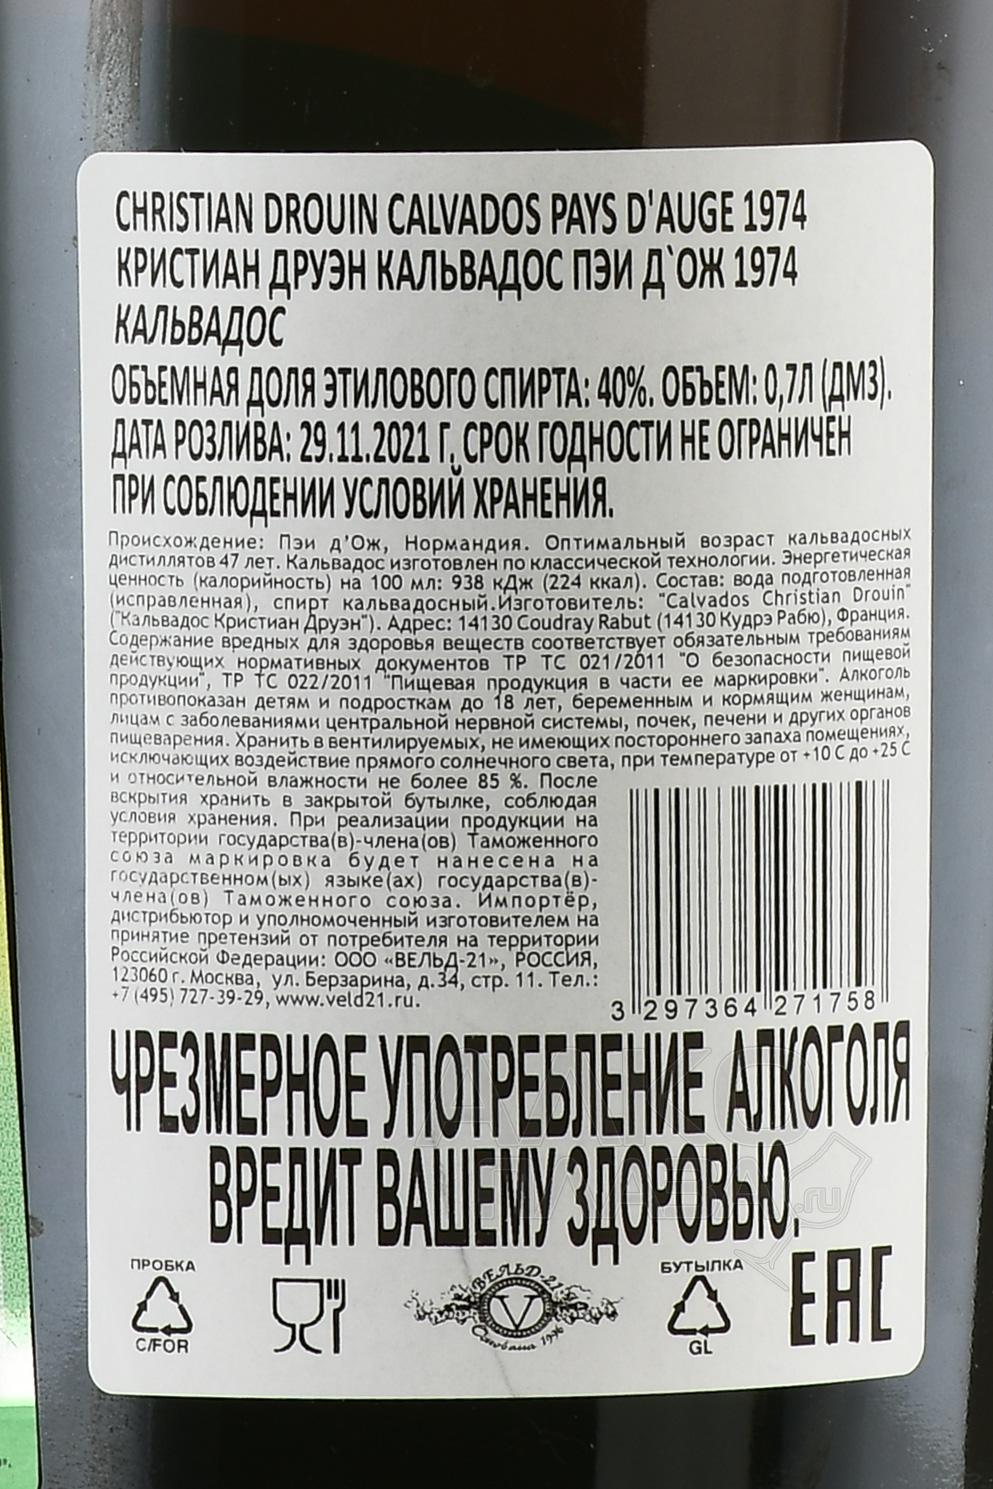 CHRISTIAN DROUIN CALVADOS PAYS D'AUGE 1974
КРИСТИАН ДРУЭН КАЛЬВАДОС ПЭИ Д`ОЖ 1974
КАЛЬВАДОС
ОБЪЕМНАЯ ДОЛЯ ЭТИЛОВОГО СПИРТА: 40%. ОБЪЕМ: 0,7Л (ДМ3).
ДАТА РОЗЛИВА: 29.11.2021 Г. СРОК ГОДНОСТИ НЕ ОГРАНИЧЕН
ПРИ СОБЛЮДЕНИИ УСЛОВИЙ ХРАНЕНИЯ.
Происхождение: Пэи д’Ож, Нормандия. Оптимальный возраст кальвадосных
дистиллятов 47 лет. Кальвадос изготовлен по классической технологии. Энергетическая
ценность (калорийность) на 100 мл: 938 кДж (224 ккал). Состав: вода подготовленная
(исправленная), спирт кальвадосный.Изготовитель: "Calvados Christian Drouin"
("Кальвадос Кристиан Друэн"). Адрес: 14130 Coudray Rabut (14130 Кудрэ Рабю), Франция.
Содержание вредных для здоровья веществ соответствует обязательным требованиям
действующих нормативных документов ТР ТС 021/2011 "О безопасности пищевой
продукции", ТР ТС 022/2011 "Пищевая продукция в части ее маркировки". Алкоголь
противопоказан детям и подросткам до 18 лет, беременным и кормящим женщинам,
лицам с заболеваниями центральной нервной системы, почек, печени и других органов
пищеварения. Хранить в вентилируемых, не имеющих постороннего запаха помещениях,
исключающих воздействие прямого солнечного света, при температуре от +10 С до +25 С
и относительной влажности не более 85 %. После
вскрытия хранить в закрытой бутылке, соблюдая
условия хранения. При реализации продукции на
территории государства(в)-члена(ов) Таможенного
союза маркировка будет нанесена на
государственном(ых) языке(ах) государства(в)-
члена(ов) Таможенного союза. Импортёр,
дистрибьютор и уполномоченный изготовителем на
принятие претензий от потребителя на территории
Российской Федерации: ООО «ВЕЛЬД-21», РОССИЯ,
123060 г. Москва, ул. Берзарина, д.34, стр. 11. Тел.:
+7 (495) 727-39-29, www.veld21.ru.
3 297364 271758
ЧРЕЗМЕРНОЕ УПОТРЕБЛЕНИЕ АЛКОГОЛЯ
ВРЕДИТ ВАШЕМУ ЗДОРОВЬЮ.
ПРОБКА
C/FOR
ВЕЛЬД-21
V
Основана 1996
БУТЫЛКА
GL
EAC